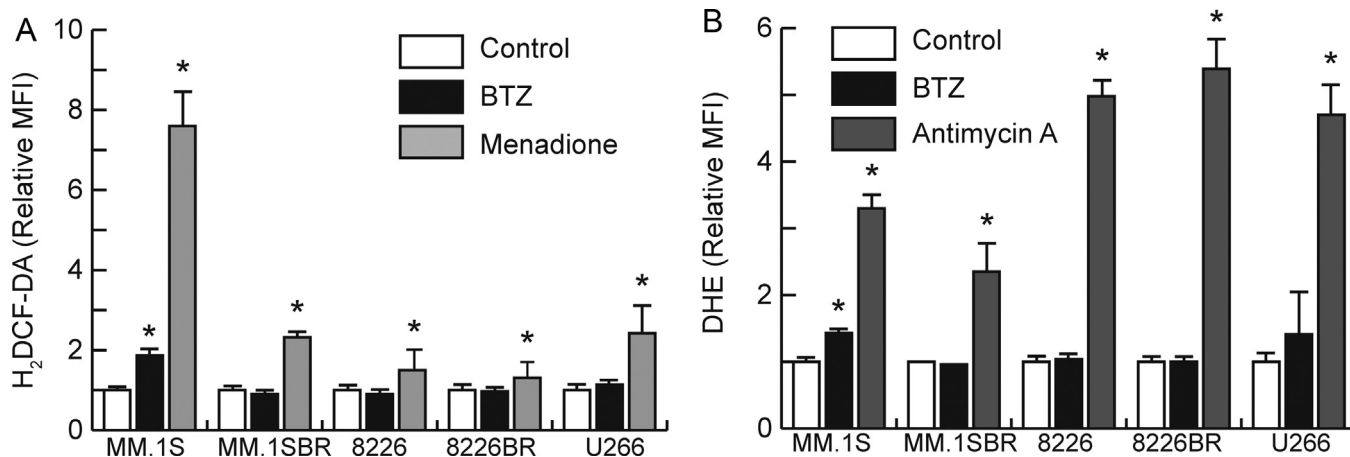 A
H₂DCF-DA (Relative MFI)
10
8
6
4
2
0
Control
BTZ
Menadione
*
*
*
*
*
*
MM.1S MM.1SBR 8226 8226BR U266
B
DHE (Relative MFI)
6
4
2
0
Control
BTZ
Antimycin A
*
*
*
*
*
*
MM.1S MM.1SBR 8226 8226BR U266